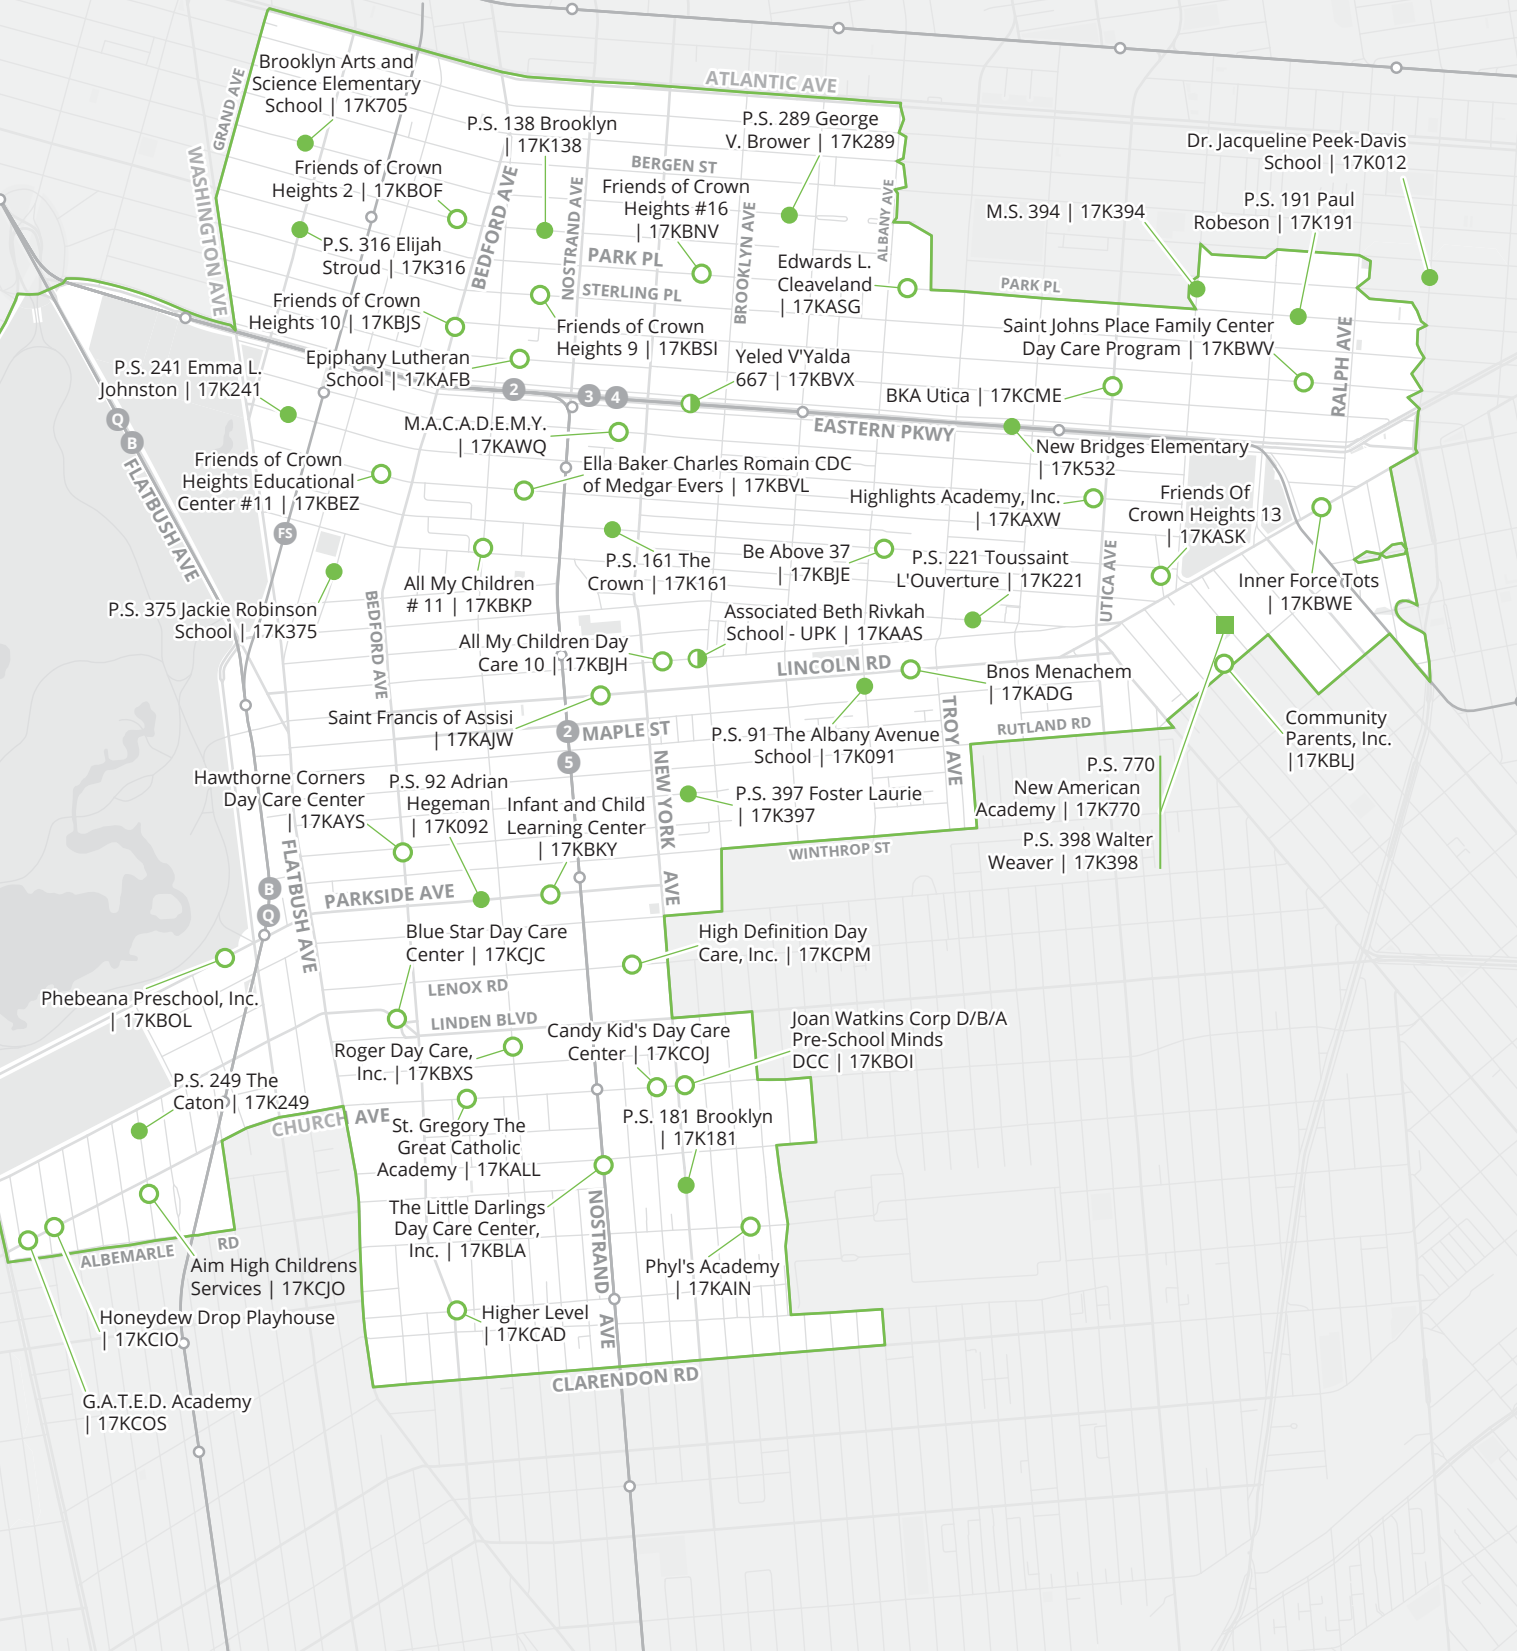 ATLANTIC AVE
Brooklyn Arts and
Science Elementary
School | 17K705
GRAND AVE
P.S. 138 Brooklyn
| 17K138
P.S. 289 George
V. Brower | 17K289
Dr. Jacqueline Peek-Davis
School | 17K012
WASHINGTON AVE
Friends of Crown
Heights 2 | 17KBOF
BERGEN ST
Friends of Crown
Heights #16
| 17KBNV
M.S. 394 | 17K394
P.S. 191 Paul
Robeson | 17K191
BEDFORD AVE
NOSTRAND AVE
BROOKLYN AVE
ALBANY AVE
P.S. 316 Elijah
Stroud | 17K316
PARK PL
Edwards L.
Cleaveland
| 17KASG
PARK PL
STERLING PL
Friends of Crown
Heights 10 | 17KBJS
Friends of Crown
Heights 9 | 17KBSI
Saint Johns Place Family Center
Day Care Program | 17KBWV
RALPH AVE
P.S. 241 Emma L.
Johnston | 17K241
Epiphany Lutheran
School | 17KAFB
Yeled V'Yalda
667 | 17KBVX
BKA Utica | 17KCME
2
3
4
Q
B
M.A.C.A.D.E.M.Y.
| 17KAWQ
EASTERN PKWY
New Bridges Elementary
| 17K532
FLATBUSH AVE
Friends of Crown
Heights Educational
Center #11 | 17KBEZ
Ella Baker Charles Romain CDC
of Medgar Evers | 17KBVL
Highlights Academy, Inc.
| 17KAXW
Friends Of
Crown Heights 13
| 17KASK
FS
P.S. 161 The
Crown | 17K161
Be Above 37
| 17KBJE
P.S. 221 Toussaint
L'Ouverture | 17K221
UTICA AVE
Inner Force Tots
| 17KBWE
All My Children
# 11 | 17KBKP
P.S. 375 Jackie Robinson
School | 17K375
BEDFORD AVE
Associated Beth Rivkah
School - UPK | 17KAAS
All My Children Day
Care 10 | 17KBJH
LINCOLN RD
Bnos Menachem
| 17KADG
Saint Francis of Assisi
| 17KAJW
2
MAPLE ST
5
P.S. 91 The Albany Avenue
School | 17K091
TROY AVE
RUTLAND RD
Community
Parents, Inc.
|17KBLJ
Hawthorne Corners
Day Care Center
| 17KAYS
P.S. 92 Adrian
Hegeman
| 17K092
Infant and Child
Learning Center
| 17KBKY
NEW YORK AVE
P.S. 397 Foster Laurie
| 17K397
P.S. 770
New American
Academy | 17K770
P.S. 398 Walter
Weaver | 17K398
WINTHROP ST
FLATBUSH AVE
B
Q
PARKSIDE AVE
Blue Star Day Care
Center | 17KCJC
High Definition Day
Care, Inc. | 17KCPM
Phebeana Preschool, Inc.
| 17KBOL
LENOX RD
LINDEN BLVD
Roger Day Care,
Inc. | 17KBXS
Candy Kid's Day Care
Center | 17KCOJ
Joan Watkins Corp D/B/A
Pre-School Minds
DCC | 17KBOI
P.S. 249 The
Caton | 17K249
CHURCH AVE
St. Gregory The
Great Catholic
Academy | 17KALL
P.S. 181 Brooklyn
| 17K181
The Little Darlings
Day Care Center,
Inc. | 17KBLA
NOSTRAND AVE
ALBEMARLE RD
Aim High Childrens
Services | 17KCJO
Phyl's Academy
| 17KAIN
Honeydew Drop Playhouse
| 17KCIO
Higher Level
| 17KCAD
CLARENDON RD
G.A.T.E.D. Academy
| 17KCOS